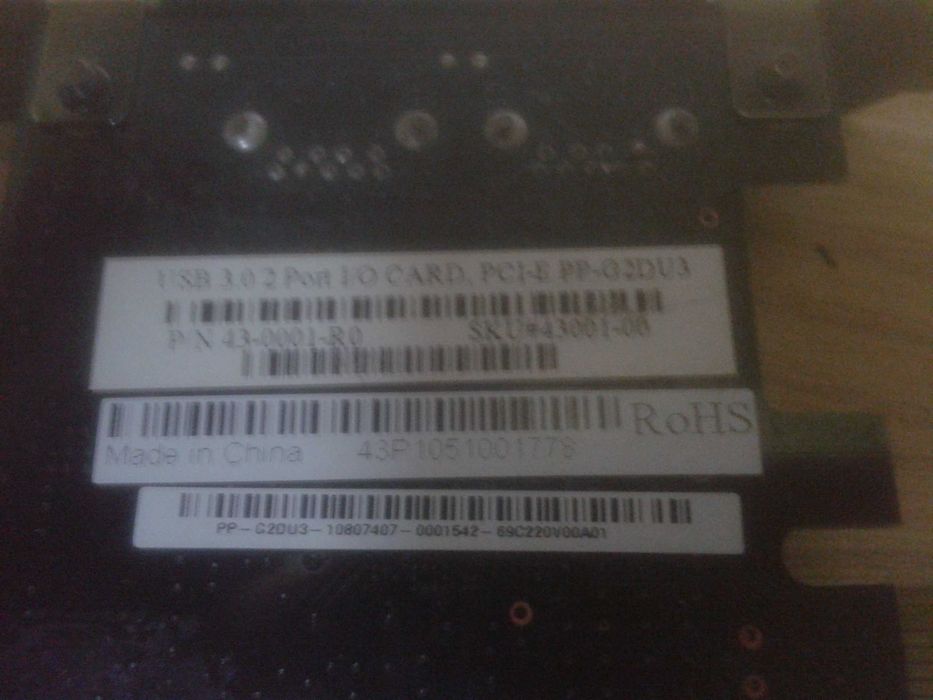 USB 3.0 2 Port I/O CARD, PCI-E PP-G2DU3
P/N 43-0001-R0 SKU#43001-00
RoHS
Made in China 43P1051001778
PP-G2DU3-10807407-0001542-69C220V00A01